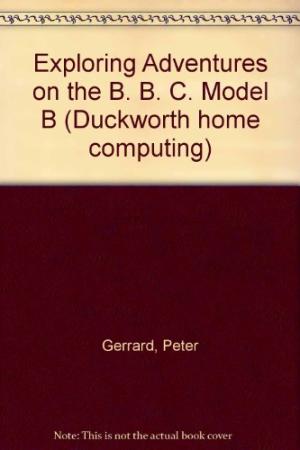 Exploring Adventures
on the B. B. C. Model
B (Duckworth home
computing)
Gerrard, Peter
Note: This is not the actual book cover